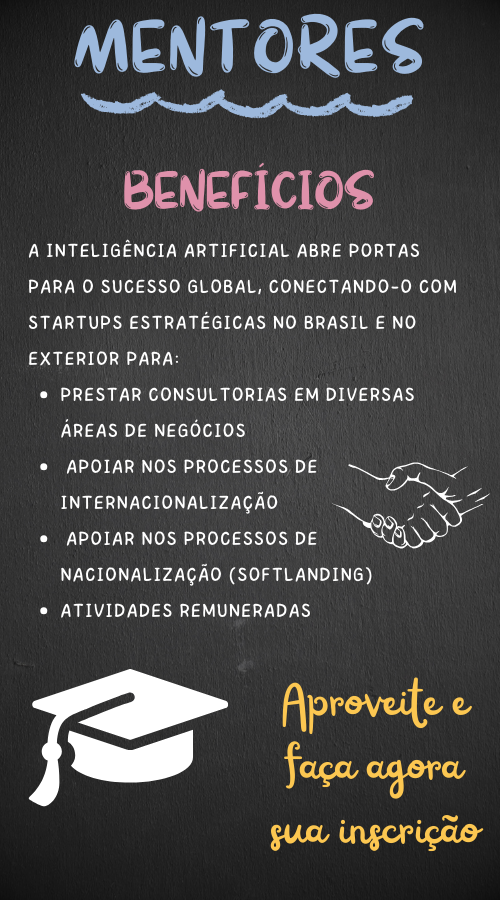 MENTORES
BENEFÍCIOS
A INTELIGÊNCIA ARTIFICIAL ABRE PORTAS
PARA O SUCESSO GLOBAL, CONECTANDO-O COM
STARTUPS ESTRATÉGICAS NO BRASIL E NO
EXTERIOR PARA:
• PRESTAR CONSULTORIAS EM DIVERSAS
ÁREAS DE NEGÓCIOS
• APOIAR NOS PROCESSOS DE
INTERNACIONALIZAÇÃO
• APOIAR NOS PROCESSOS DE
NACIONALIZAÇÃO (SOFTLANDING)
• ATIVIDADES REMUNERADAS
Aproveite e
faça agora
sua inscrição